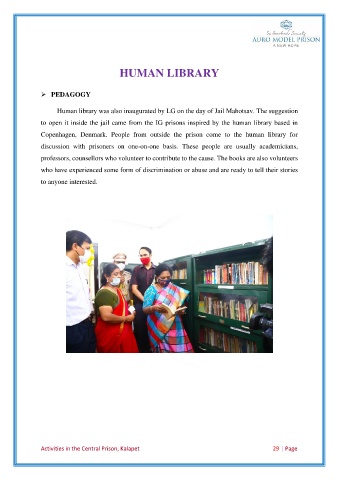 Sri Aurobindo Society
AURO MODEL PRISON
A NEW HOPE
HUMAN LIBRARY
➢ PEDAGOGY
Human library was also inaugurated by LG on the day of Jail Mahotsav. The suggestion
to open it inside the jail came from the IG prisons inspired by the human library based in
Copenhagen, Denmark. People from outside the prison come to the human library for
discussion with prisoners on one-on-one basis. These people are usually academicians,
professors, counsellors who volunteer to contribute to the cause. The books are also volunteers
who have experienced some form of discrimination or abuse and are ready to tell their stories
to anyone interested.
Activities in the Central Prison, Kalapet 29 | Page